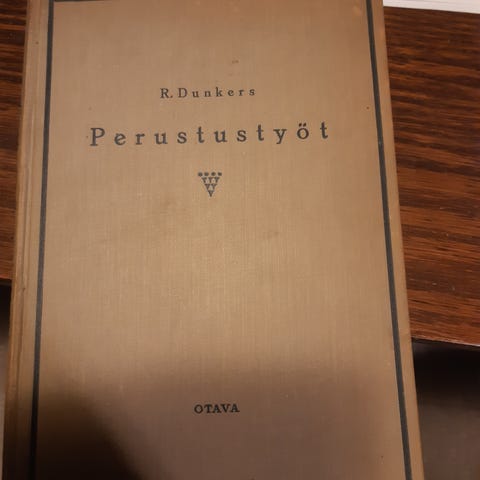 R. Dunkers
Perustustyöt
OTAVA